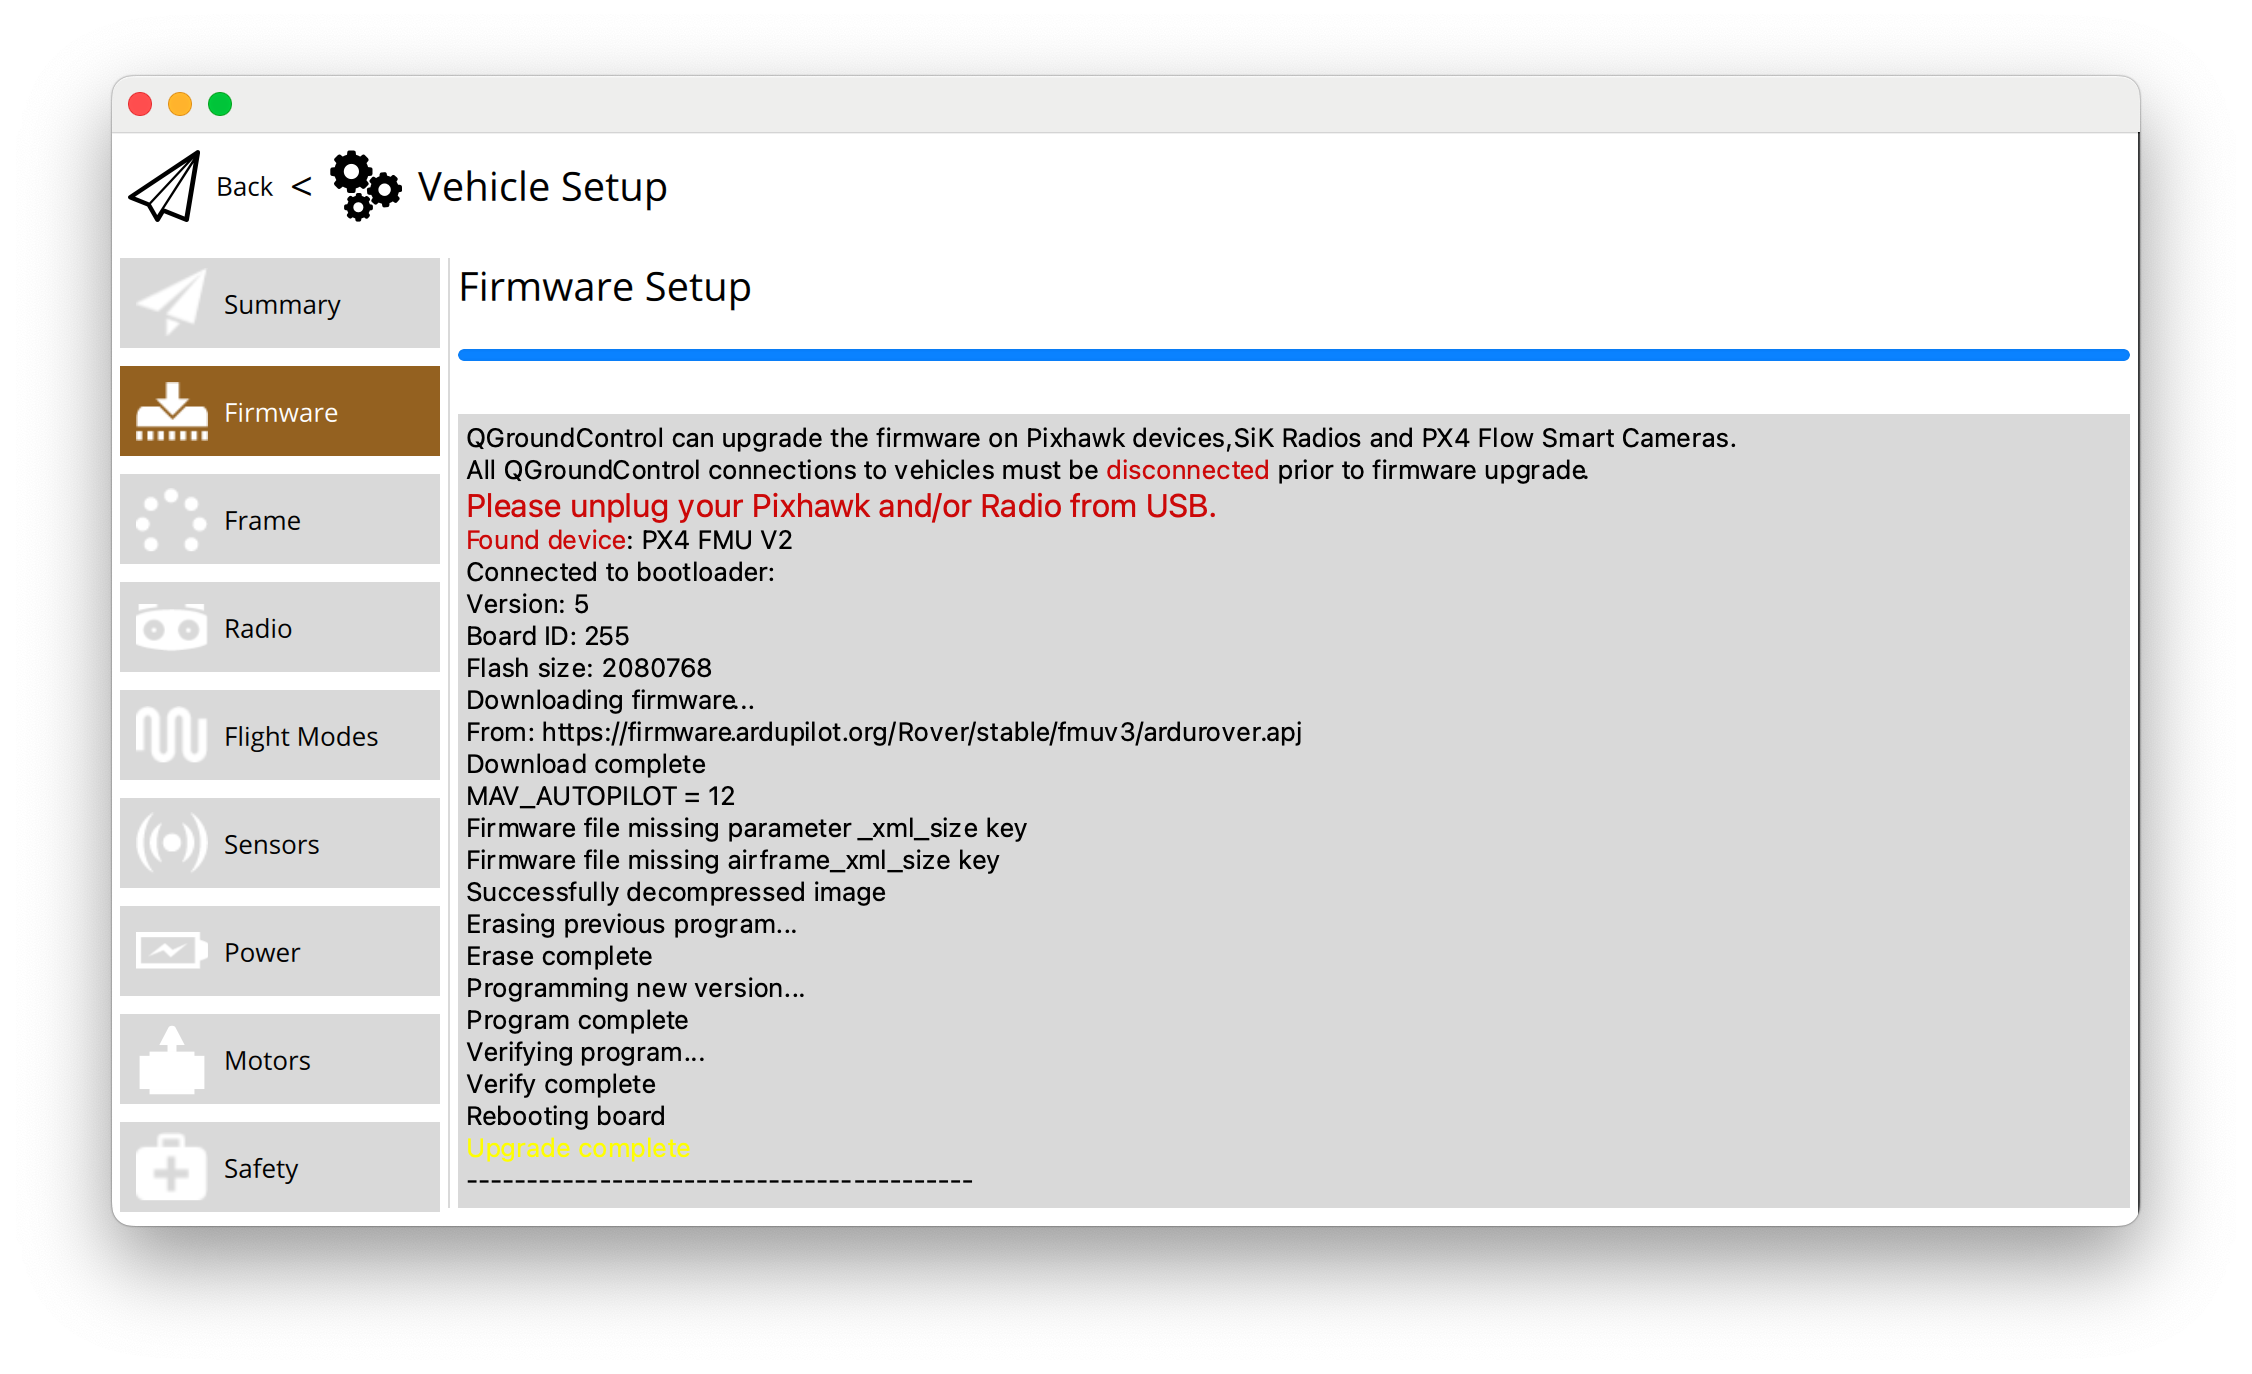 Back < Vehicle Setup
Summary
Firmware
Frame
Radio
Flight Modes
Sensors
Power
Motors
Safety
Firmware Setup
QGroundControl can upgrade the firmware on Pixhawk devices,SiK Radios and PX4 Flow Smart Cameras.
All QGroundControl connections to vehicles must be disconnected prior to firmware upgrade.
Please unplug your Pixhawk and/or Radio from USB.
Found device: PX4 FMU V2
Connected to bootloader:
Version: 5
Board ID: 255
Flash size: 2080768
Downloading firmware...
From: https://firmware.ardupilot.org/Rover/stable/fmuv3/ardurover.apj
Download complete
MAV_AUTOPILOT = 12
Firmware file missing parameter_xml_size key
Firmware file missing airframe_xml_size key
Successfully decompressed image
Erasing previous program...
Erase complete
Programming new version...
Program complete
Verifying program...
Verify complete
Rebooting board
Upgrade complete
------------------------------------------